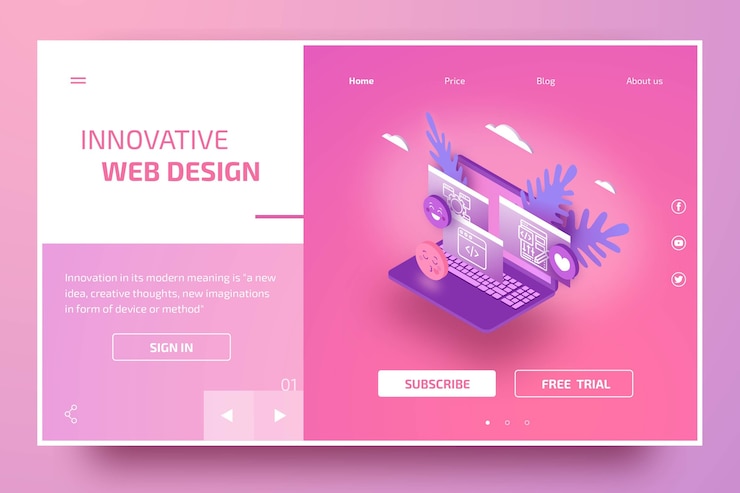 Home Price Blog About us
INNOVATIVE
WEB DESIGN
Innovation in its modern meaning is "a new
idea, creative thoughts, new imaginations
in form of device or method"
SIGN IN
01
SUBSCRIBE
FREE TRIAL